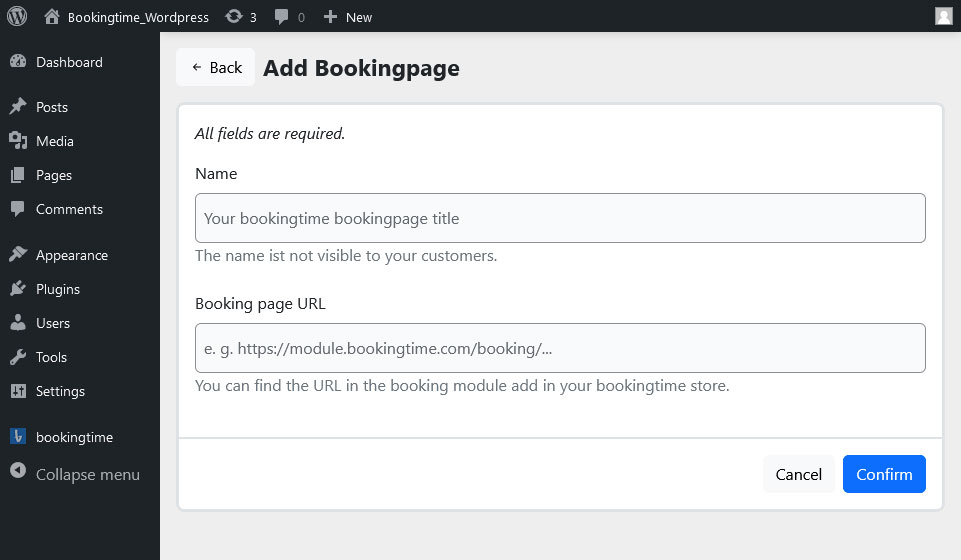 Bookingtime_Wordpress 3 0 New
Dashboard
Posts
Media
Pages
Comments
Appearance
Plugins
Users
Tools
Settings
bookingtime
Collapse menu
Back Add Bookingpage
All fields are required.
Name
Your bookingtime bookingpage title
The name ist not visible to your customers.
Booking page URL
e. g. https://module.bookingtime.com/booking/...
You can find the URL in the booking module add in your bookingtime store.
Cancel Confirm